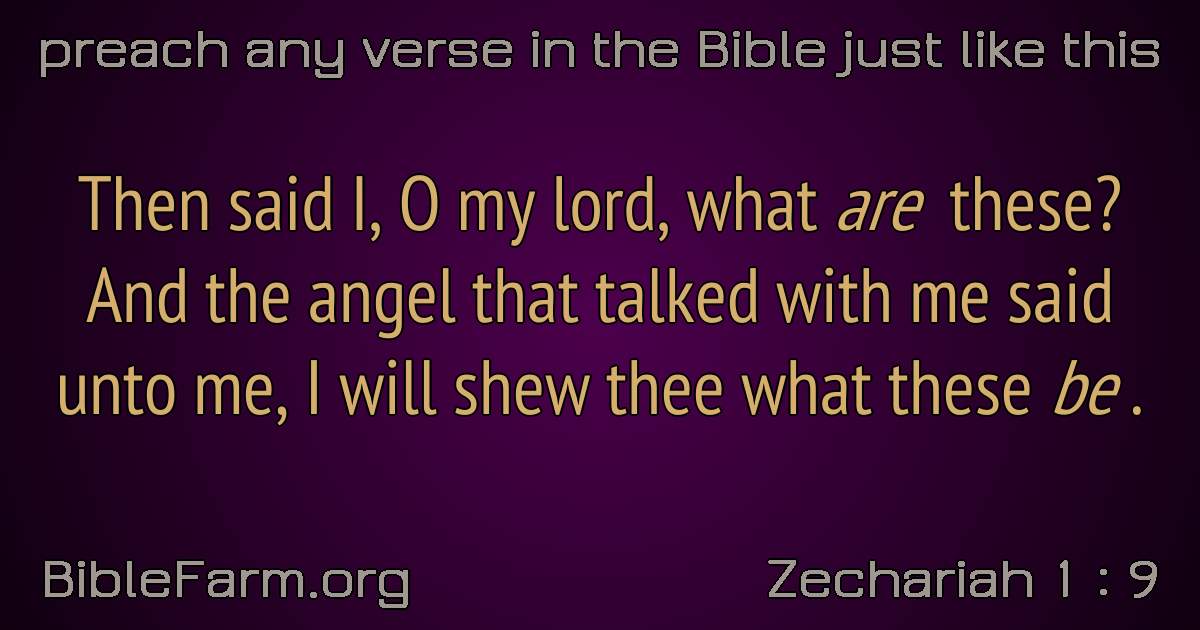 preach any verse in the Bible just like this
Then said I, O my lord, what are these?
And the angel that talked with me said
unto me, I will shew thee what these be .
BibleFarm.org
Zechariah 1 : 9